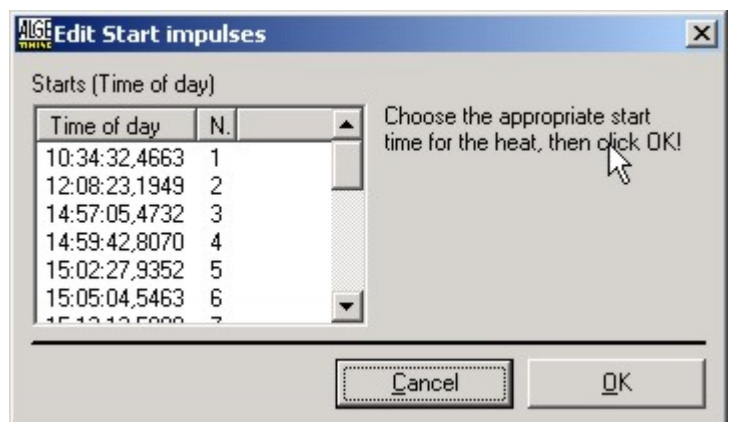 ALGE TIMING Edit Start impulses
Starts (Time of day)
Time of day N.
10:34:32,4663 1
12:08:23,1949 2
14:57:05,4732 3
14:59:42,8070 4
15:02:27,9352 5
15:05:04,5463 6
Choose the appropriate start
time for the heat, then click OK!
Cancel OK